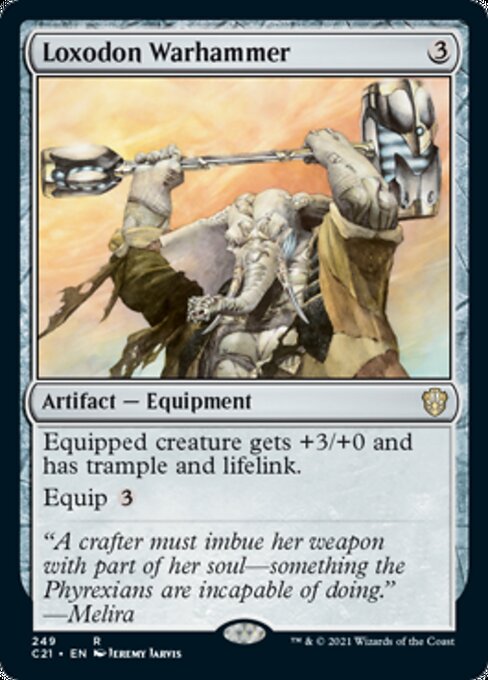 Loxodon Warhammer 3
Artifact — Equipment
Equipped creature gets +3/+0 and
has trample and lifelink.
Equip 3
“A crafter must imbue her weapon
with part of her soul—something the
Phyrexians are incapable of doing.”
—Melira
249 R
C21 • EN Jeremy Jarvis
™ & © 2021 Wizards of the Coast